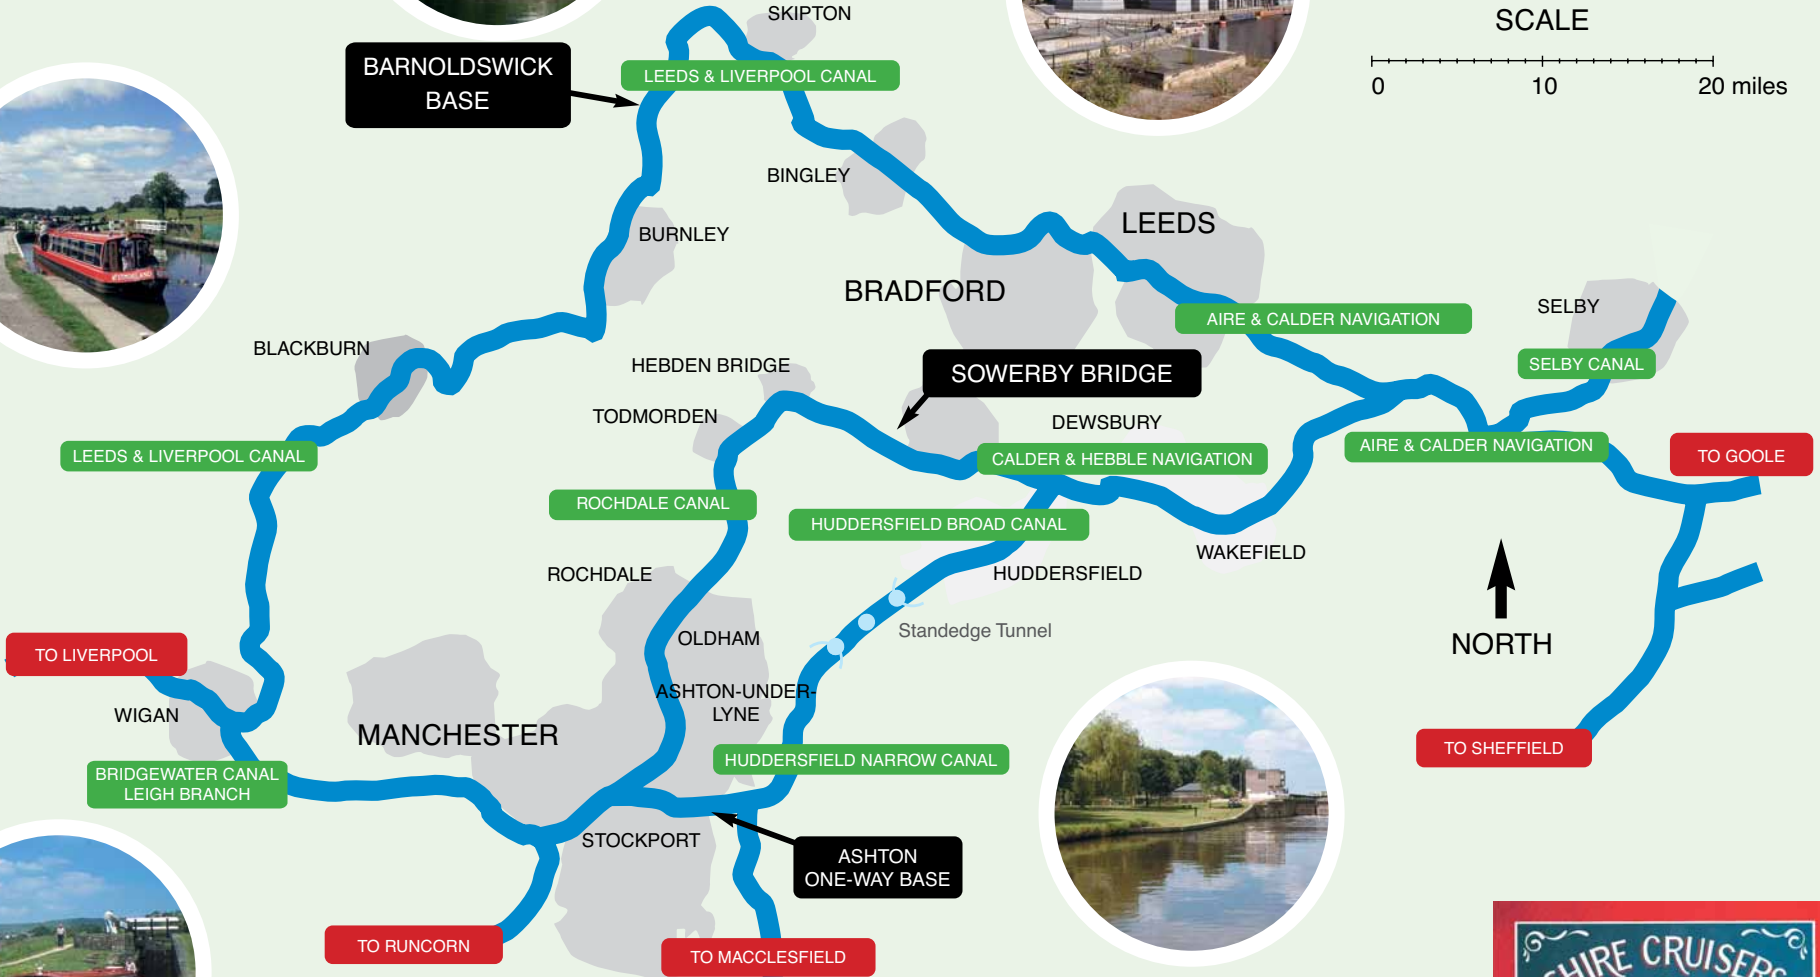 SKIPTON
SCALE
0 10 20 miles
BARNOLDSWICK
BASE
LEEDS & LIVERPOOL CANAL
BINGLEY
BURNLEY
LEEDS
BRADFORD
AIRE & CALDER NAVIGATION
SELBY
SELBY CANAL
BLACKBURN
HEBDEN BRIDGE
SOWERBY BRIDGE
TODMORDEN
DEWSBURY
LEEDS & LIVERPOOL CANAL
CALDER & HEBBLE NAVIGATION
AIRE & CALDER NAVIGATION
TO GOOLE
ROCHDALE CANAL
HUDDERSFIELD BROAD CANAL
WAKEFIELD
ROCHDALE
HUDDERSFIELD
Standedge Tunnel
OLDHAM
NORTH
TO LIVERPOOL
ASHTON-UNDER-
LYNE
WIGAN
MANCHESTER
HUDDERSFIELD NARROW CANAL
TO SHEFFIELD
BRIDGEWATER CANAL
LEIGH BRANCH
STOCKPORT
ASHTON
ONE-WAY BASE
TO RUNCORN
TO MACCLESFIELD
SHIRE CRUISERS